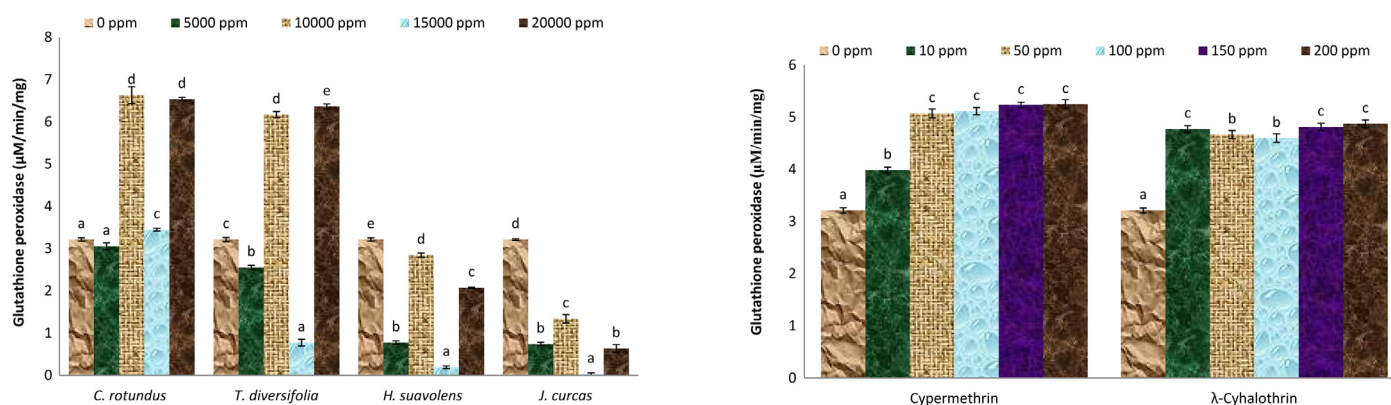 0 ppm 5000 ppm 10000 ppm 15000 ppm 20000 ppm
Glutathione peroxidase (µM/min/mg)
8
7
6
5
4
3
2
1
0
a a d c d
c b d a e
e b d a c
d b c a b
C. rotundus T. diversifolia H. suavolens J. curcas
0 ppm 10 ppm 50 ppm 100 ppm 150 ppm 200 ppm
Glutathione peroxidase (µM/min/mg)
6
5
4
3
2
1
0
a b c c c c
a c b b c c
Cypermethrin λ-Cyhalothrin